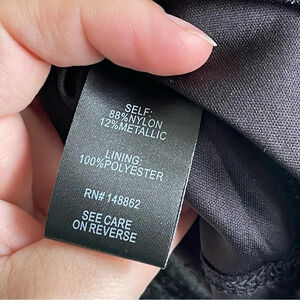 SELF:
88%NYLON
12%METALLIC
LINING:
100%POLYESTER
RN# 148862
SEE CARE
ON REVERSE